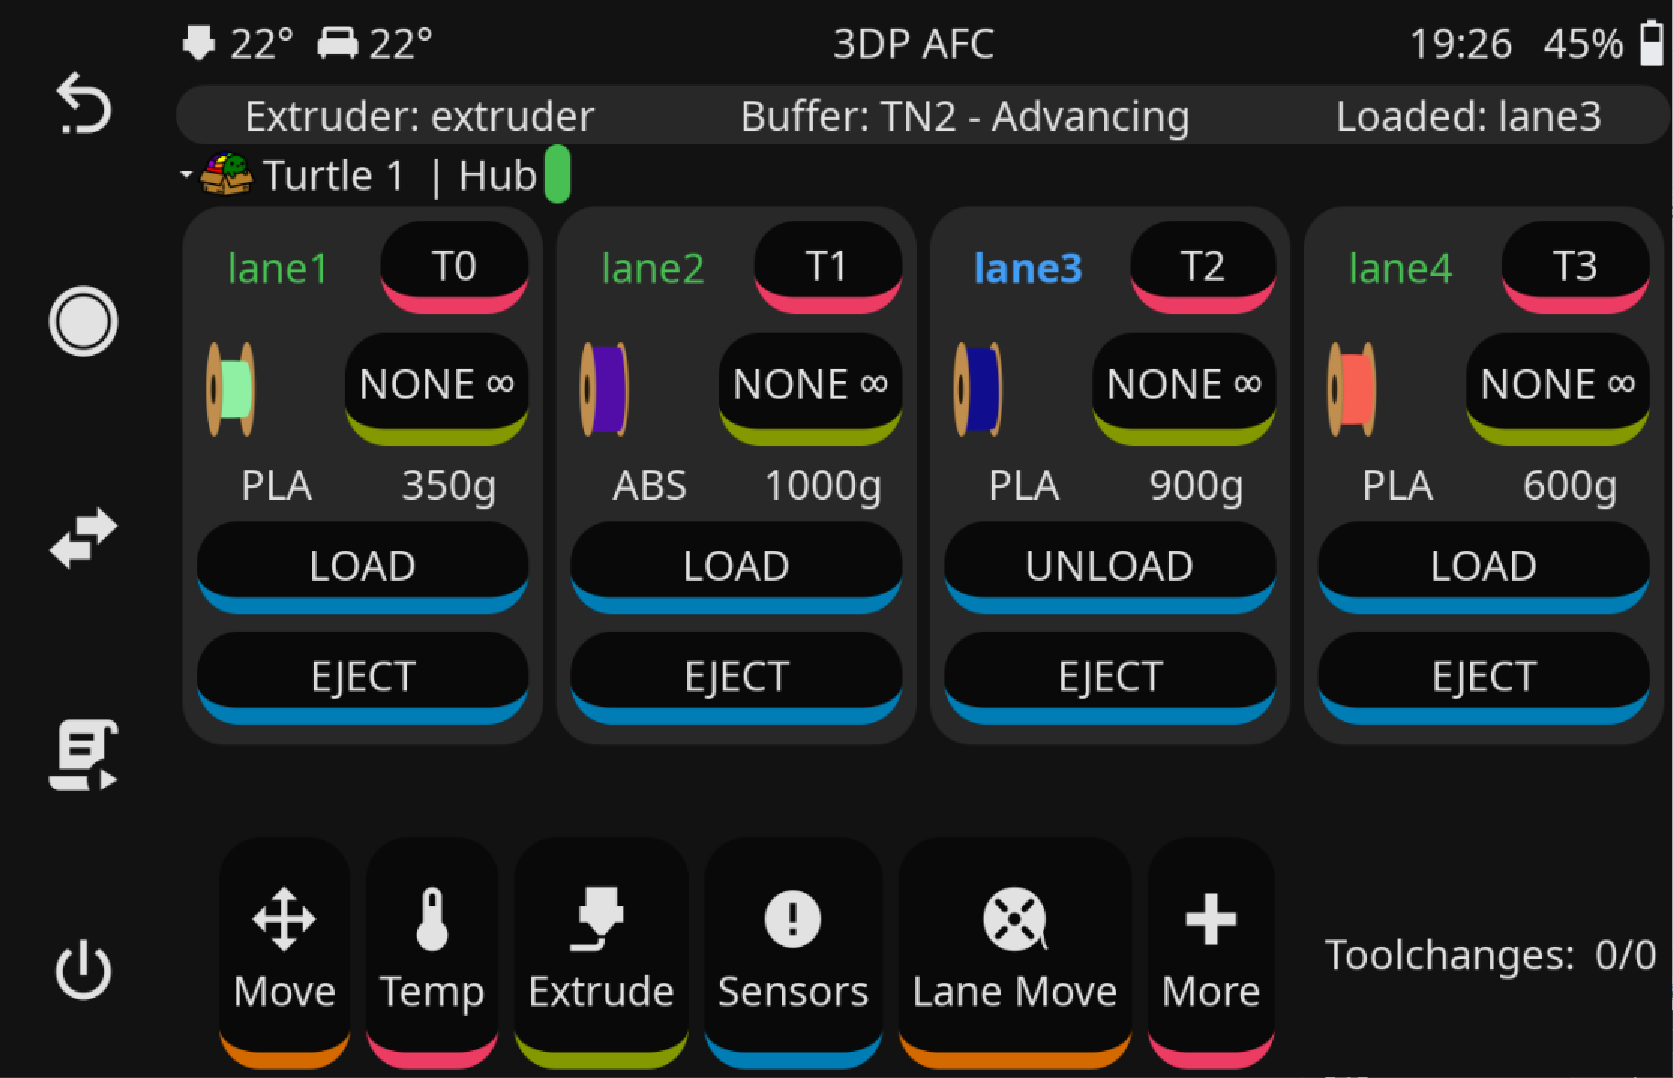 22° 22° 3DP AFC 19:26 45%
Extruder: extruder Buffer: TN2 - Advancing Loaded: lane3
Turtle 1 | Hub
lane1 T0 lane2 T1 lane3 T2 lane4 T3
NONE ∞ NONE ∞ NONE ∞ NONE ∞
PLA 350g ABS 1000g PLA 900g PLA 600g
LOAD LOAD UNLOAD LOAD
EJECT EJECT EJECT EJECT
Toolchanges: 0/0
Move Temp Extrude Sensors Lane Move More